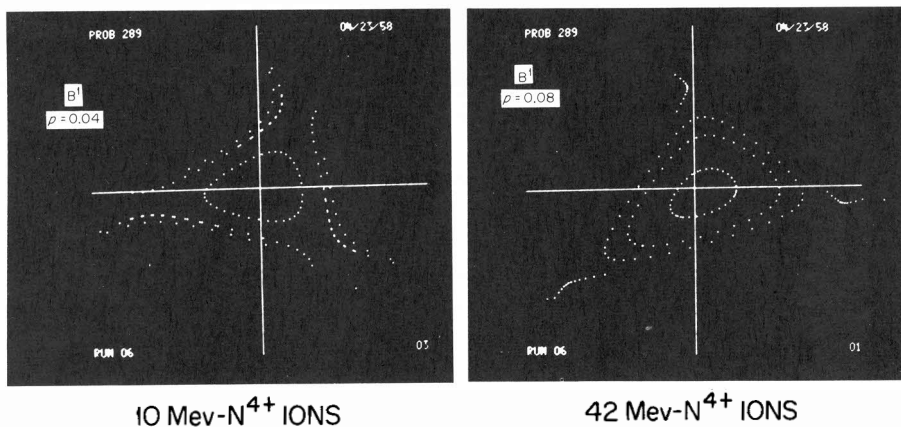 PROB 289
04/23/58
B¹
p = 0.04
RUN 06
03
10 Mev-N⁴⁺ IONS
PROB 289
04/23/58
B¹
p = 0.08
RUN 06
01
42 Mev-N⁴⁺ IONS